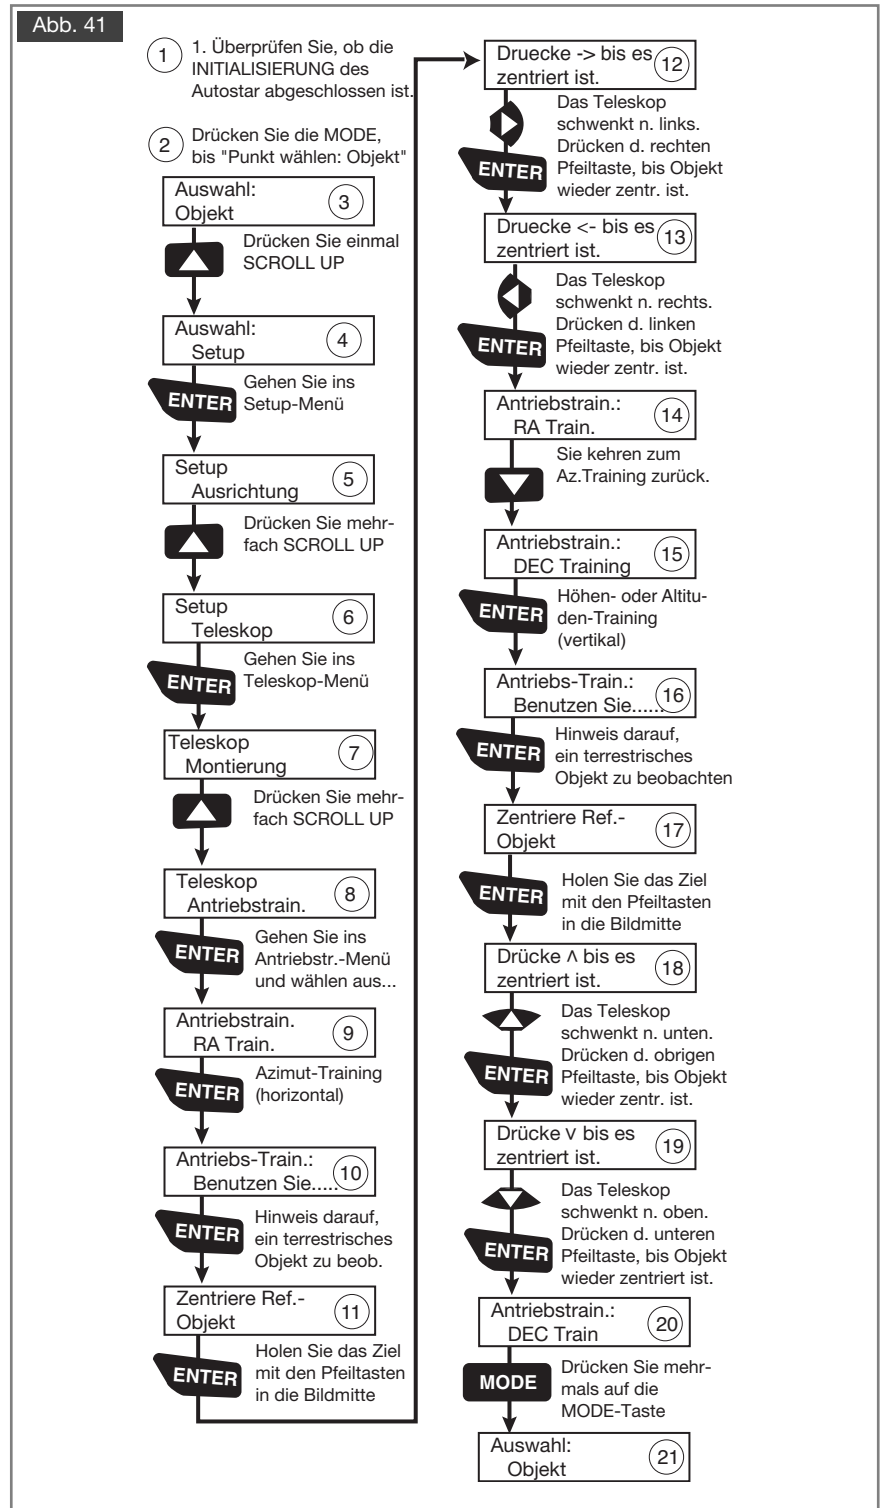 Abb. 41
1
1. Überprüfen Sie, ob die
INITIALISIERUNG des
Autostar abgeschlossen ist.
2
Drücken Sie die MODE,
bis "Punkt wählen: Objekt"
Auswahl:
Objekt
3
Drücken Sie einmal
SCROLL UP
Auswahl:
Setup
4
ENTER
Gehen Sie ins
Setup-Menü
Setup
Ausrichtung
5
Drücken Sie mehr-
fach SCROLL UP
Setup
Teleskop
6
ENTER
Gehen Sie ins
Teleskop-Menü
Teleskop
Montierung
7
Drücken Sie mehr-
fach SCROLL UP
Teleskop
Antriebstrain.
8
ENTER
Gehen Sie ins
Antriebstr.-Menü
und wählen aus...
Antriebstrain.
RA Train.
9
ENTER
Azimut-Training
(horizontal)
Antriebs-Train.:
Benutzen Sie.....
10
ENTER
Hinweis darauf,
ein terrestrisches
Objekt zu beob.
Zentriere Ref.-
Objekt
11
ENTER
Holen Sie das Ziel
mit den Pfeiltasten
in die Bildmitte
Druecke -> bis es
zentriert ist.
12
ENTER
Das Teleskop
schwenkt n. links.
Drücken d. rechten
Pfeiltaste, bis Objekt
wieder zentr. ist.
Druecke <- bis es
zentriert ist.
13
ENTER
Das Teleskop
schwenkt n. rechts.
Drücken d. linken
Pfeiltaste, bis Objekt
wieder zentr. ist.
Antriebstrain.:
RA Train.
14
Sie kehren zum
Az.Training zurück.
Antriebstrain.:
DEC Training
15
ENTER
Höhen- oder Altitu-
den-Training
(vertikal)
Antriebs-Train.:
Benutzen Sie......
16
ENTER
Hinweis darauf,
ein terrestrisches
Objekt zu beobachten
Zentriere Ref.-
Objekt
17
ENTER
Holen Sie das Ziel
mit den Pfeiltasten
in die Bildmitte
Drücke ˄ bis es
zentriert ist.
18
ENTER
Das Teleskop
schwenkt n. unten.
Drücken d. obrigen
Pfeiltaste, bis Objekt
wieder zentr. ist.
Drücke ˅ bis es
zentriert ist.
19
ENTER
Das Teleskop
schwenkt n. oben.
Drücken d. unteren
Pfeiltaste, bis Objekt
wieder zentriert ist.
Antriebstrain.:
DEC Train
20
MODE
Drücken Sie mehr-
mals auf die
MODE-Taste
Auswahl:
Objekt
21